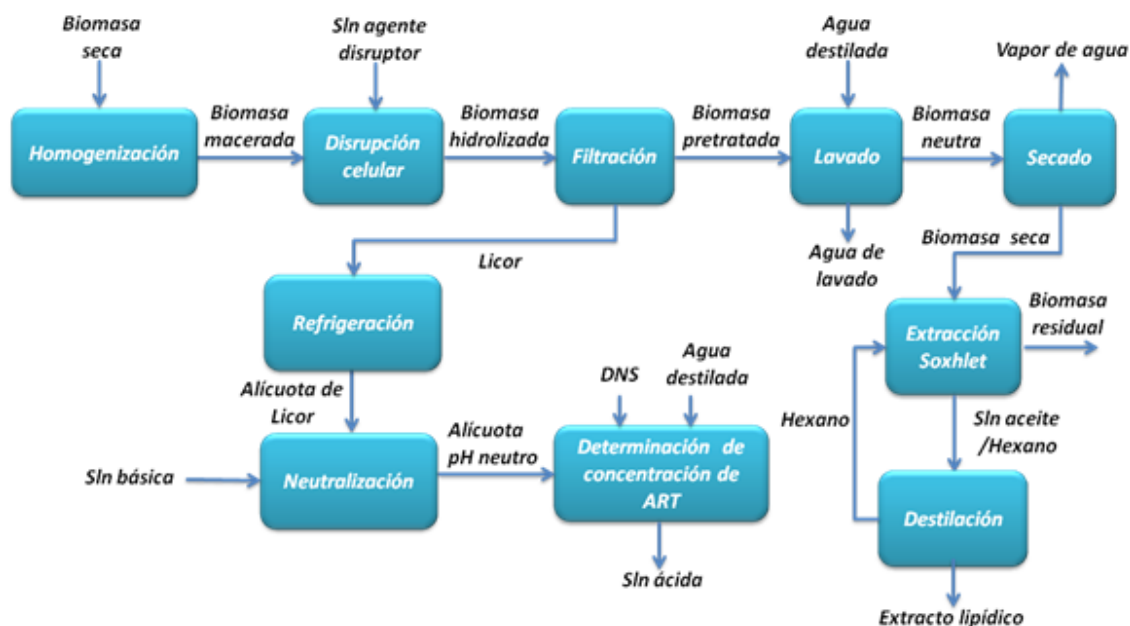 Biomasa
seca
Sln agente
disruptor
Agua
destilada
Vapor de agua
Homogenización
Biomasa
macerada
Disrupción
celular
Biomasa
hidrolizada
Filtración
Biomasa
pretratada
Lavado
Biomasa
neutra
Secado
Licor
Agua de
lavado
Biomasa seca
Refrigeración
Extracción
Soxhlet
Biomasa
residual
Alícuota de
Licor
DNS
Agua
destilada
Hexano
Sln aceite
/Hexano
Sln básica
Neutralización
Alícuota
pH neutro
Determinación de
concentración de
ART
Destilación
Sln ácida
Extracto lipídico